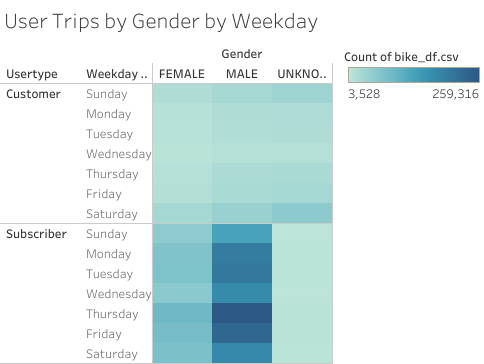 User Trips by Gender by Weekday
Gender
Usertype Weekday .. FEMALE MALE UNKNO..
Customer Sunday
Monday
Tuesday
Wednesday
Thursday
Friday
Saturday
Subscriber Sunday
Monday
Tuesday
Wednesday
Thursday
Friday
Saturday
Count of bike_df.csv
3,528 259,316